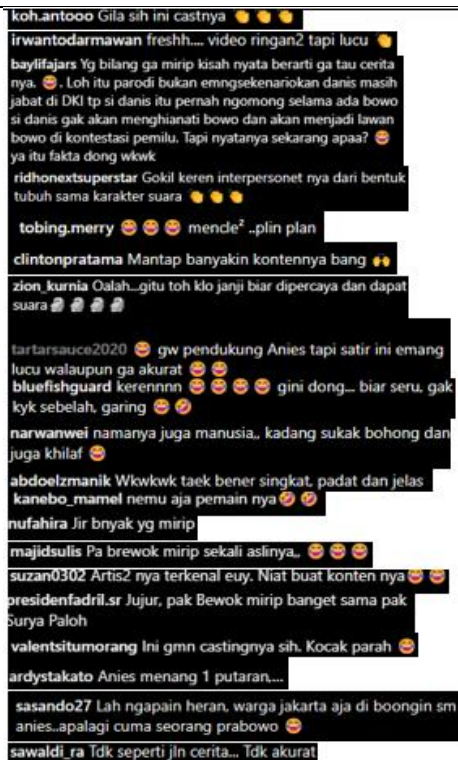 koh.antooo Gila sih ini castnya 👏 👏 👏
irwantodarmawan freshh.... video ringan2 tapi lucu 👏
baylifajars Yg bilang ga mirip kisah nyata berarti ga tau cerita
nya. 😂. Loh itu parodi bukan emngsekenariokan danis masih
jabat di DKI tp si danis itu pernah ngomong selama ada bowo
si danis gak akan menghianati bowo dan akan menjadi lawan
bowo di kontestasi pemilu. Tapi nyatanya sekarang apaa? 😂
ya itu fakta dong wkwk
ridhonextsuperstar Gokil keren interpersonet nya dari bentuk
tubuh sama karakter suara 👏 👏 👏
tobing.merry 😂 😂 😂 mencle² ..plin plan
clintonpratama Mantap banyakin kontennya bang 🙌
zion_kurnia Oalah...gitu toh klo janji biar dipercaya dan dapat
suara 🗿 🗿 🗿 🗿
tartarsauce2020 😂 gw pendukung Anies tapi satir ini emang
lucu walaupun ga akurat 😂 😂
bluefishguard kerennnn 😂 😂 😂 😂 gini dong... biar seru, gak
kyk sebelah, garing 😂 🤣
narwanwei namanya juga manusia,, kadang sukak bohong dan
juga khilaf 😂
abdoelzmanik Wkwkwk taek bener singkat, padat dan jelas
kanebo_mamel nemu aja pemain nya 🤣 🤣
nufahira Jir bnyak yg mirip
majidsulis Pa brewok mirip sekali aslinya,, 😂 😂 😂
suzan0302 Artis2 nya terkenal euy. Niat buat konten nya 😂 😂
presidenfadril.sr Jujur, pak Bewok mirip banget sama pak
Surya Paloh
valentsitumorang Ini gmn castingnya sih. Kocak parah 😂
ardystakato Anies menang 1 putaran,...
sasando27 Lah ngapain heran, warga jakarta aja di boongin sm
anies..apalagi cuma seorang prabowo 😂
sawaldi_ra Tdk seperti jln cerita... Tdk akurat